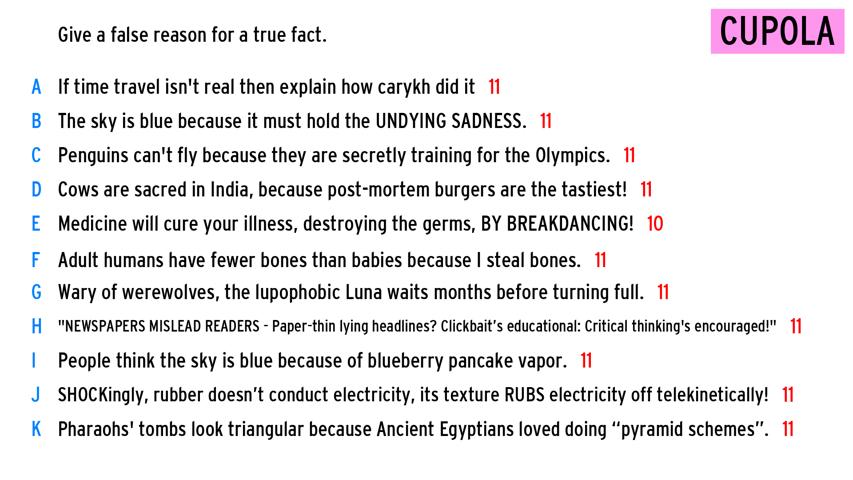 Give a false reason for a true fact.
CUPOLA
A If time travel isn't real then explain how carykh did it 11
B The sky is blue because it must hold the UNDYING SADNESS. 11
C Penguins can't fly because they are secretly training for the Olympics. 11
D Cows are sacred in India, because post-mortem burgers are the tastiest! 11
E Medicine will cure your illness, destroying the germs, BY BREAKDANCING! 10
F Adult humans have fewer bones than babies because I steal bones. 11
G Wary of werewolves, the lupophobic Luna waits months before turning full. 11
H "NEWSPAPERS MISLEAD READERS - Paper-thin lying headlines? Clickbait’s educational: Critical thinking's encouraged!" 11
I People think the sky is blue because of blueberry pancake vapor. 11
J SHOCKingly, rubber doesn’t conduct electricity, its texture RUBS electricity off telekinetically! 11
K Pharaohs' tombs look triangular because Ancient Egyptians loved doing “pyramid schemes”. 11